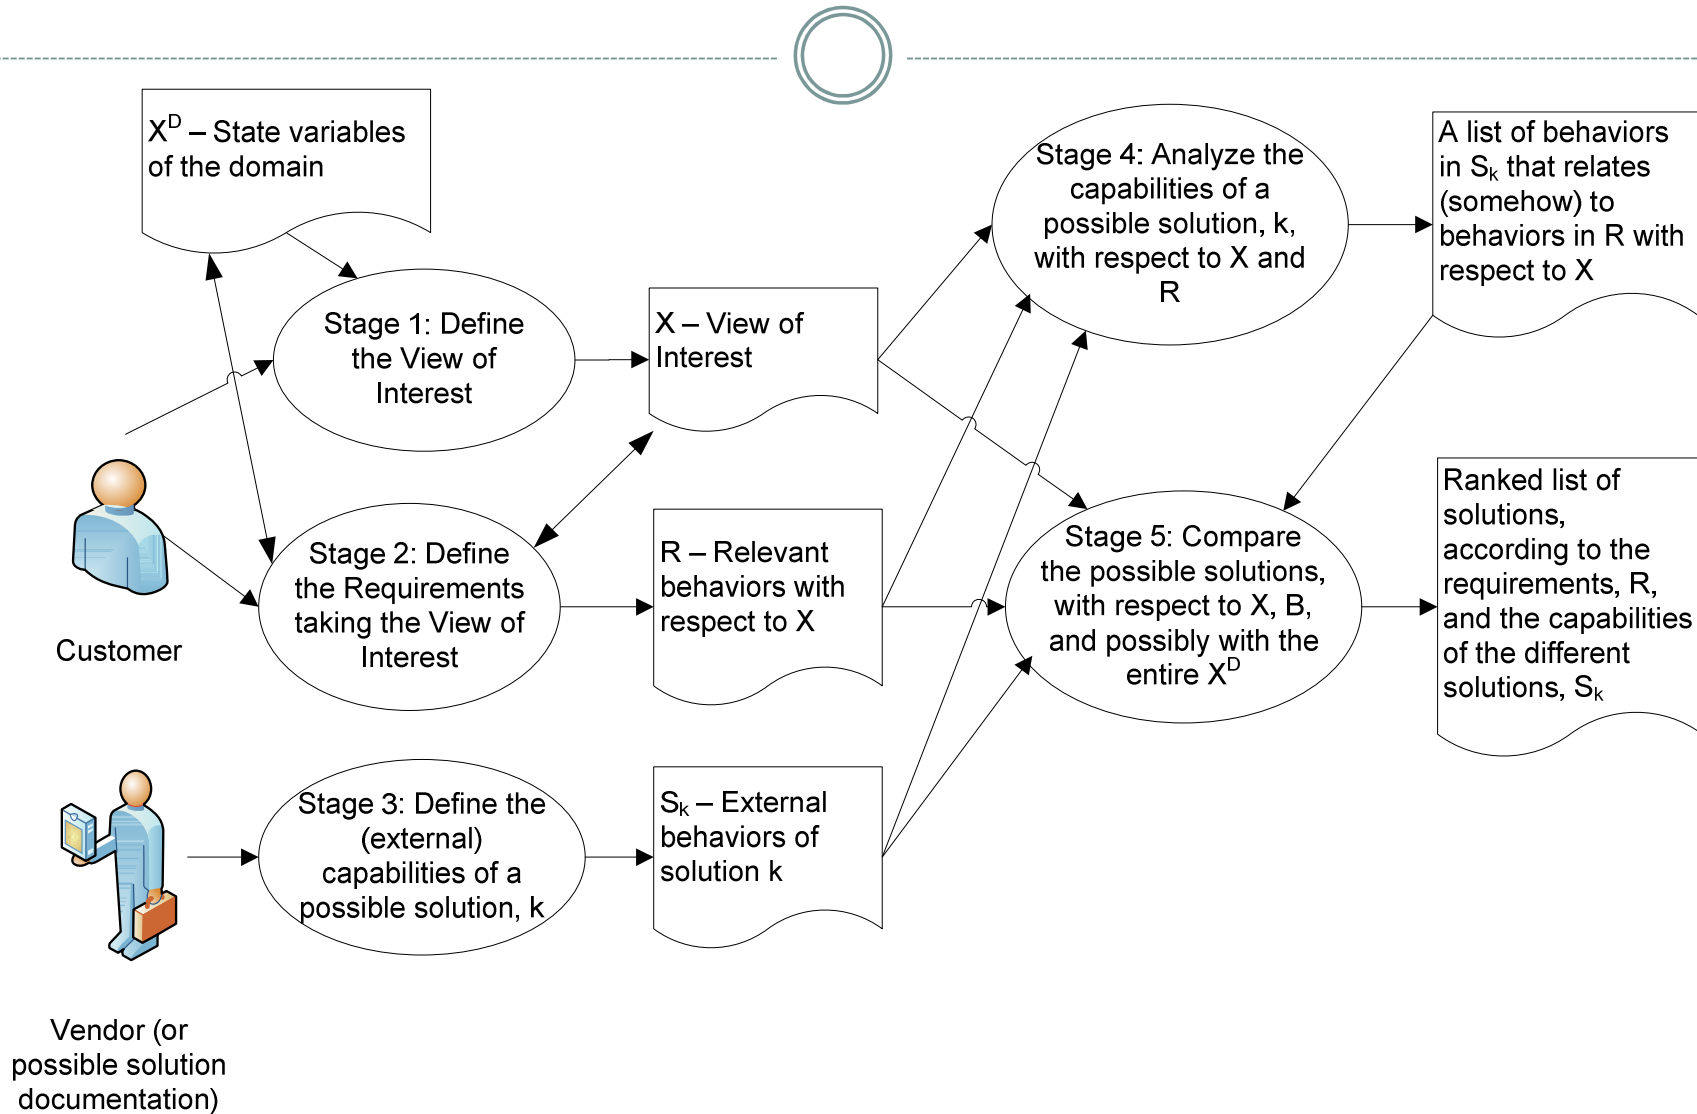 X^D – State variables
of the domain
Stage 1: Define
the View of
Interest
X – View of
Interest
Stage 4: Analyze the
capabilities of a
possible solution, k,
with respect to X and
R
A list of behaviors
in Sₖ that relates
(somehow) to
behaviors in R with
respect to X
Customer
Stage 2: Define
the Requirements
taking the View of
Interest
R – Relevant
behaviors with
respect to X
Stage 5: Compare
the possible solutions,
with respect to X, B,
and possibly with the
entire X^D
Ranked list of
solutions,
according to the
requirements, R,
and the capabilities
of the different
solutions, Sₖ
Vendor (or
possible solution
documentation)
Stage 3: Define the
(external)
capabilities of a
possible solution, k
Sₖ – External
behaviors of
solution k